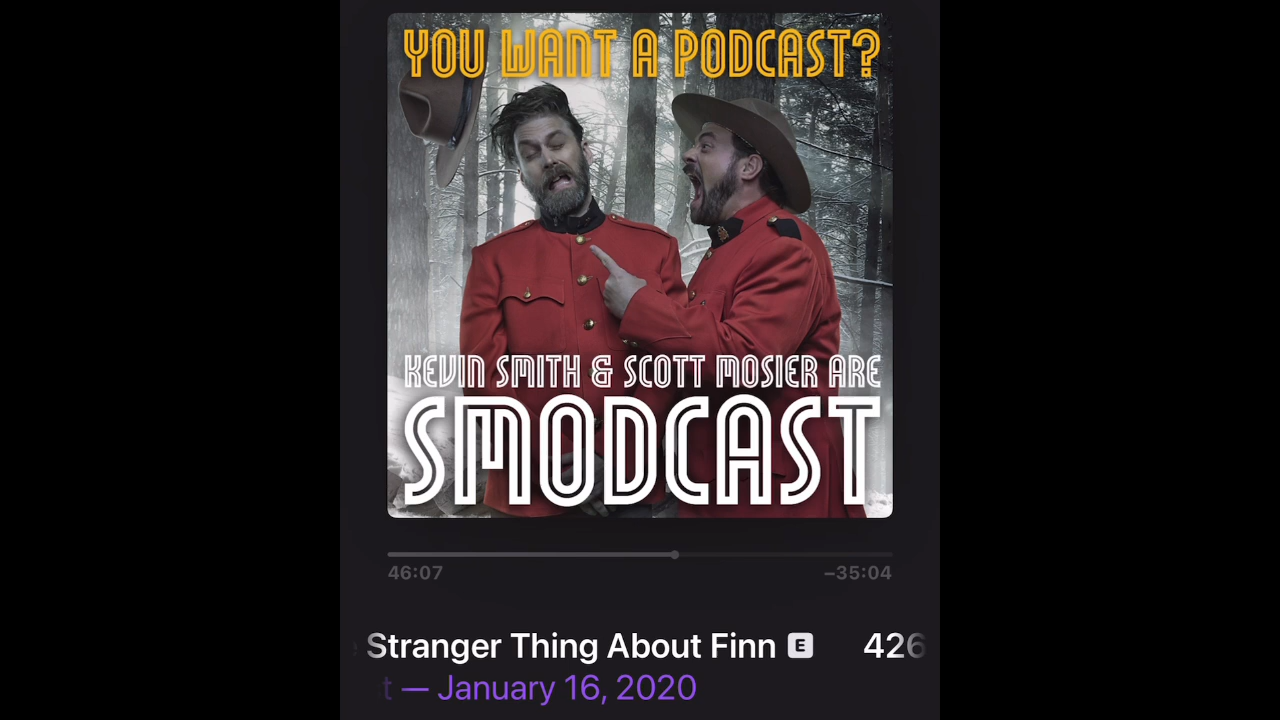 YOU WANT A PODCAST?
KEVIN SMITH & SCOTT MOSIER ARE
SMODCAST
46:07 −35:04
Stranger Thing About Finn E 426
t — January 16, 2020